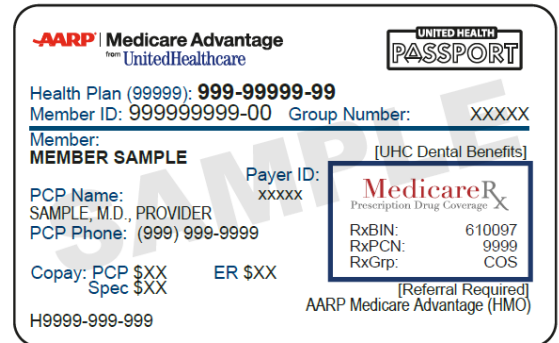 AARP | Medicare Advantage
from UnitedHealthcare
UNITED HEALTH
PASSPORT
Health Plan (99999): 999-99999-99
Member ID: 999999999-00 Group Number: XXXXX
Member:
MEMBER SAMPLE
[UHC Dental Benefits]
Payer ID:
xxxxx
PCP Name:
SAMPLE, M.D., PROVIDER
PCP Phone: (999) 999-9999
MedicareRx
Prescription Drug Coverage
RxBIN: 610097
RxPCN: 9999
RxGrp: COS
Copay: PCP $XX ER $XX
Spec $XX
[Referral Required]
AARP Medicare Advantage (HMO)
H9999-999-999
SAMPLE